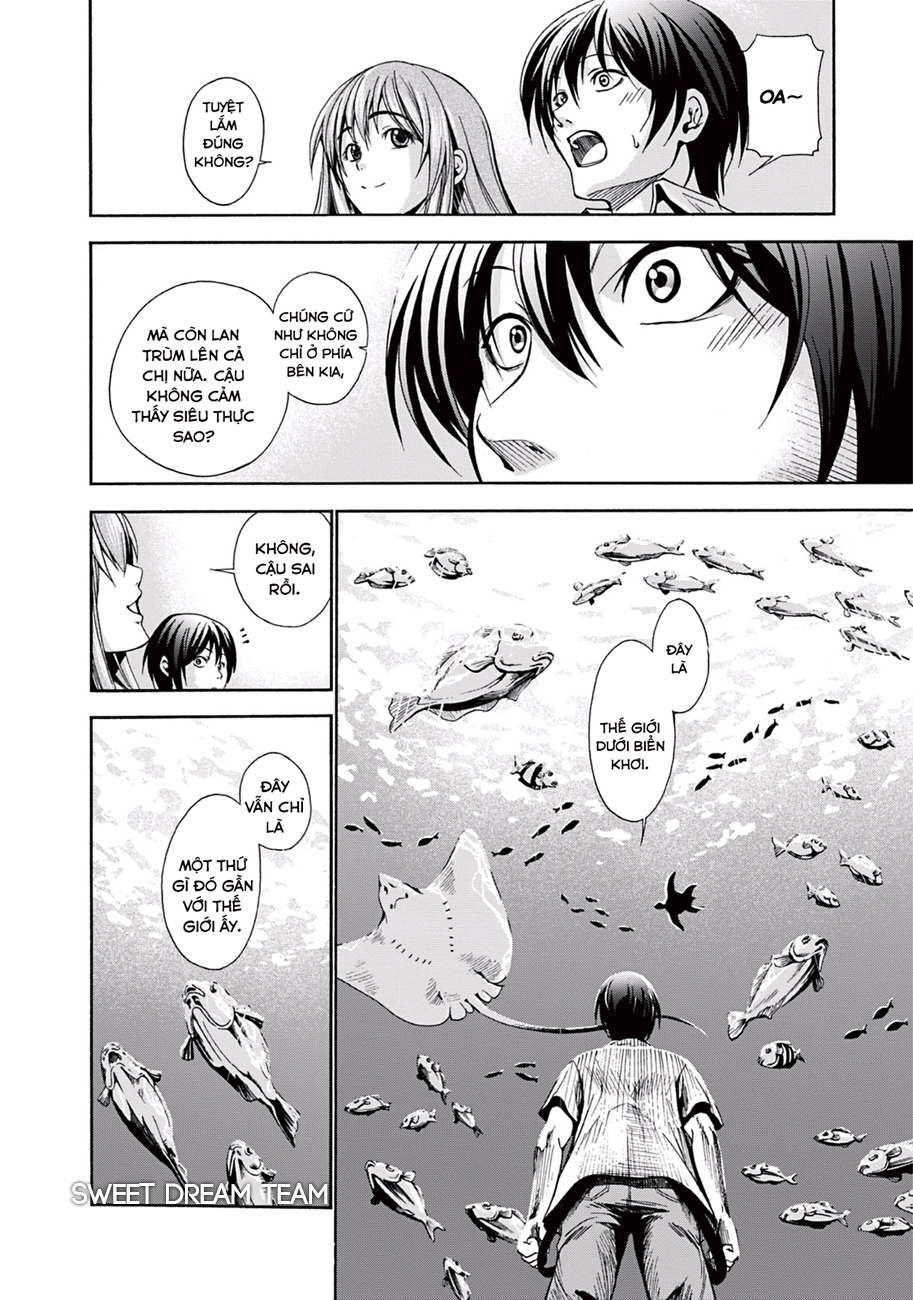 OA~
TUYỆT
LẮM
ĐÚNG
KHÔNG?
CHÚNG CỨ
NHƯ KHÔNG
CHỈ Ở PHÍA
BÊN KIA,
MÀ CÒN LAN
TRÙM LÊN CẢ
CHỊ NỮA. CẬU
KHÔNG CẢM
THẤY SIÊU THỰC
SAO?
ĐÂY
LÀ
THẾ GIỚI
DƯỚI BIỂN
KHƠI.
KHÔNG,
CẬU SAI
RỒI.
ĐÂY
VẪN CHỈ
LÀ
MỘT THỨ
GÌ ĐÓ GẦN
VỚI THẾ
GIỚI ẤY.
SWEET DREAM TEAM